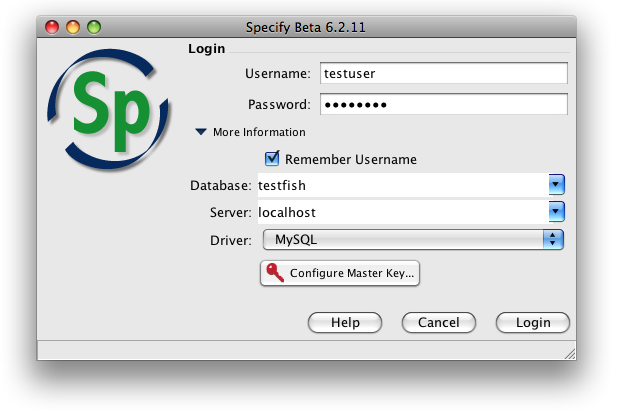 Specify Beta 6.2.11
Sp
Login
Username: testuser
Password: ••••••••
More Information
Remember Username
Database: testfish
Server: localhost
Driver: MySQL
Configure Master Key...
Help Cancel Login